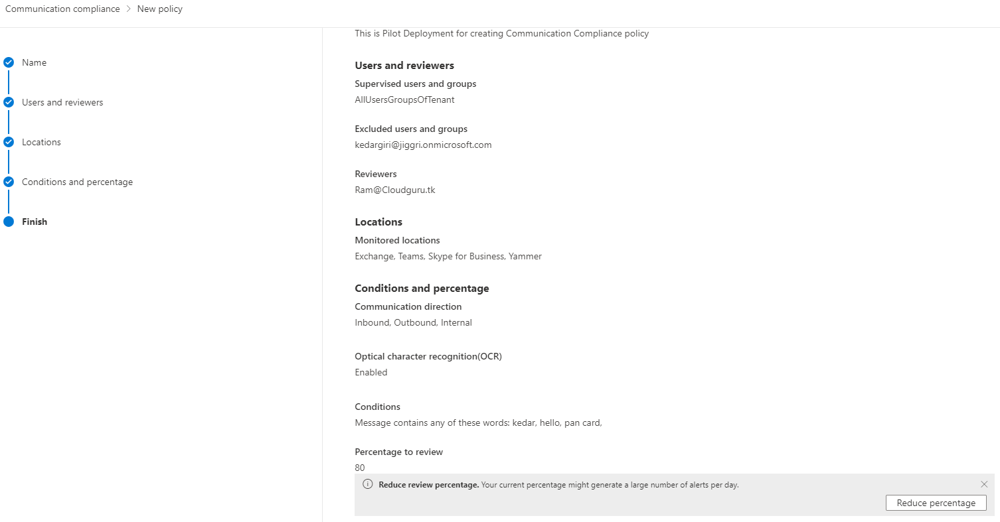 Communication compliance > New policy
Name
Users and reviewers
Locations
Conditions and percentage
Finish
This is Pilot Deployment for creating Communication Compliance policy
Users and reviewers
Supervised users and groups
AllUsersGroupsOfTenant
Excluded users and groups
kedargiri@jiggri.onmicrosoft.com
Reviewers
Ram@Cloudguru.tk
Locations
Monitored locations
Exchange, Teams, Skype for Business, Yammer
Conditions and percentage
Communication direction
Inbound, Outbound, Internal
Optical character recognition(OCR)
Enabled
Conditions
Message contains any of these words: kedar, hello, pan card,
Percentage to review
80
Reduce review percentage. Your current percentage might generate a large number of alerts per day.
Reduce percentage